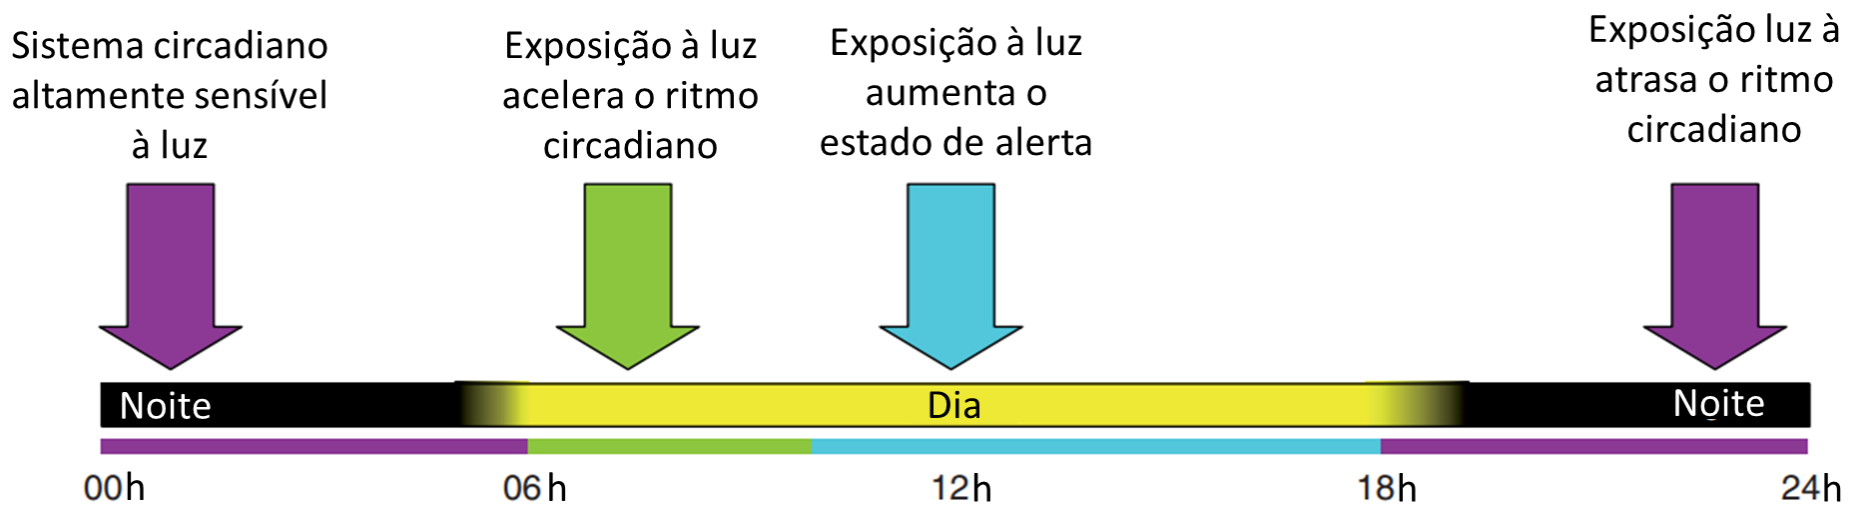 Sistema circadiano
altamente sensível
à luz
Exposição à luz
acelera o ritmo
circadiano
Exposição à luz
aumenta o
estado de alerta
Exposição luz à
atrasa o ritmo
circadiano
Noite
Dia
Noite
00h
06h
12h
18h
24h